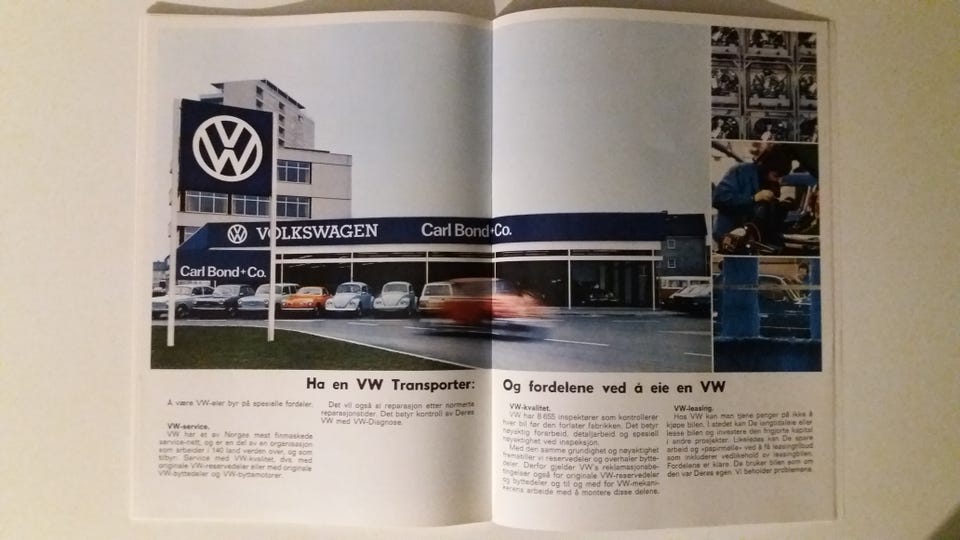 VW
Carl Bond+Co.
VW VOLKSWAGEN Carl Bond+Co.
Ha en VW Transporter:
Å være VW-eier byr på spesielle fordeler.
VW-service.
VW har et av Norges mest finmaskede
service-nett, og er en del av en organisasjon
som arbeider i 140 land verden over, og som
tilbyr: Service med VW-kvalitet, dvs. med
originale VW-reservedeler eller med originale
VW-byttedeler og VW-byttemotorer.
Det vil også si reparasjon etter normerte
reparasjonstider. Det betyr kontroll av Deres
VW med VW-Diagnose.
Og fordelene ved å eie en VW
VW-kvalitet.
VW har 8 655 inspektører som kontrollerer
hver bil før den forlater fabrikken. Det betyr
nøyaktig forarbeid, detaljarbeid og spesiell
nøyaktighet ved inspeksjon.
Med den samme grundighet og nøyaktighet
fremstiller vi reservedeler og overhaler bytte-
deler. Derfor gjelder VW's reklamasjonsbe-
tingelser også for originale VW-reservedeler
og byttedeler og til og med for VW-mekani-
kerens arbeide med å montere disse delene.
VW-leasing.
Hos VW kan man tjene penger på ikke å
kjøpe bilen. I stedet kan De langtidsleie eller
lease bilen og investere den frigjorte kapital
i andre prosjekter. Likeledes kan De spare
arbeid og «papirmølle» ved å få leasingtilbud
som inkluderer vedlikehold av leasingbilen.
Fordelene er klare. De bruker bilen som om
den var Deres egen. Vi beholder problemene.